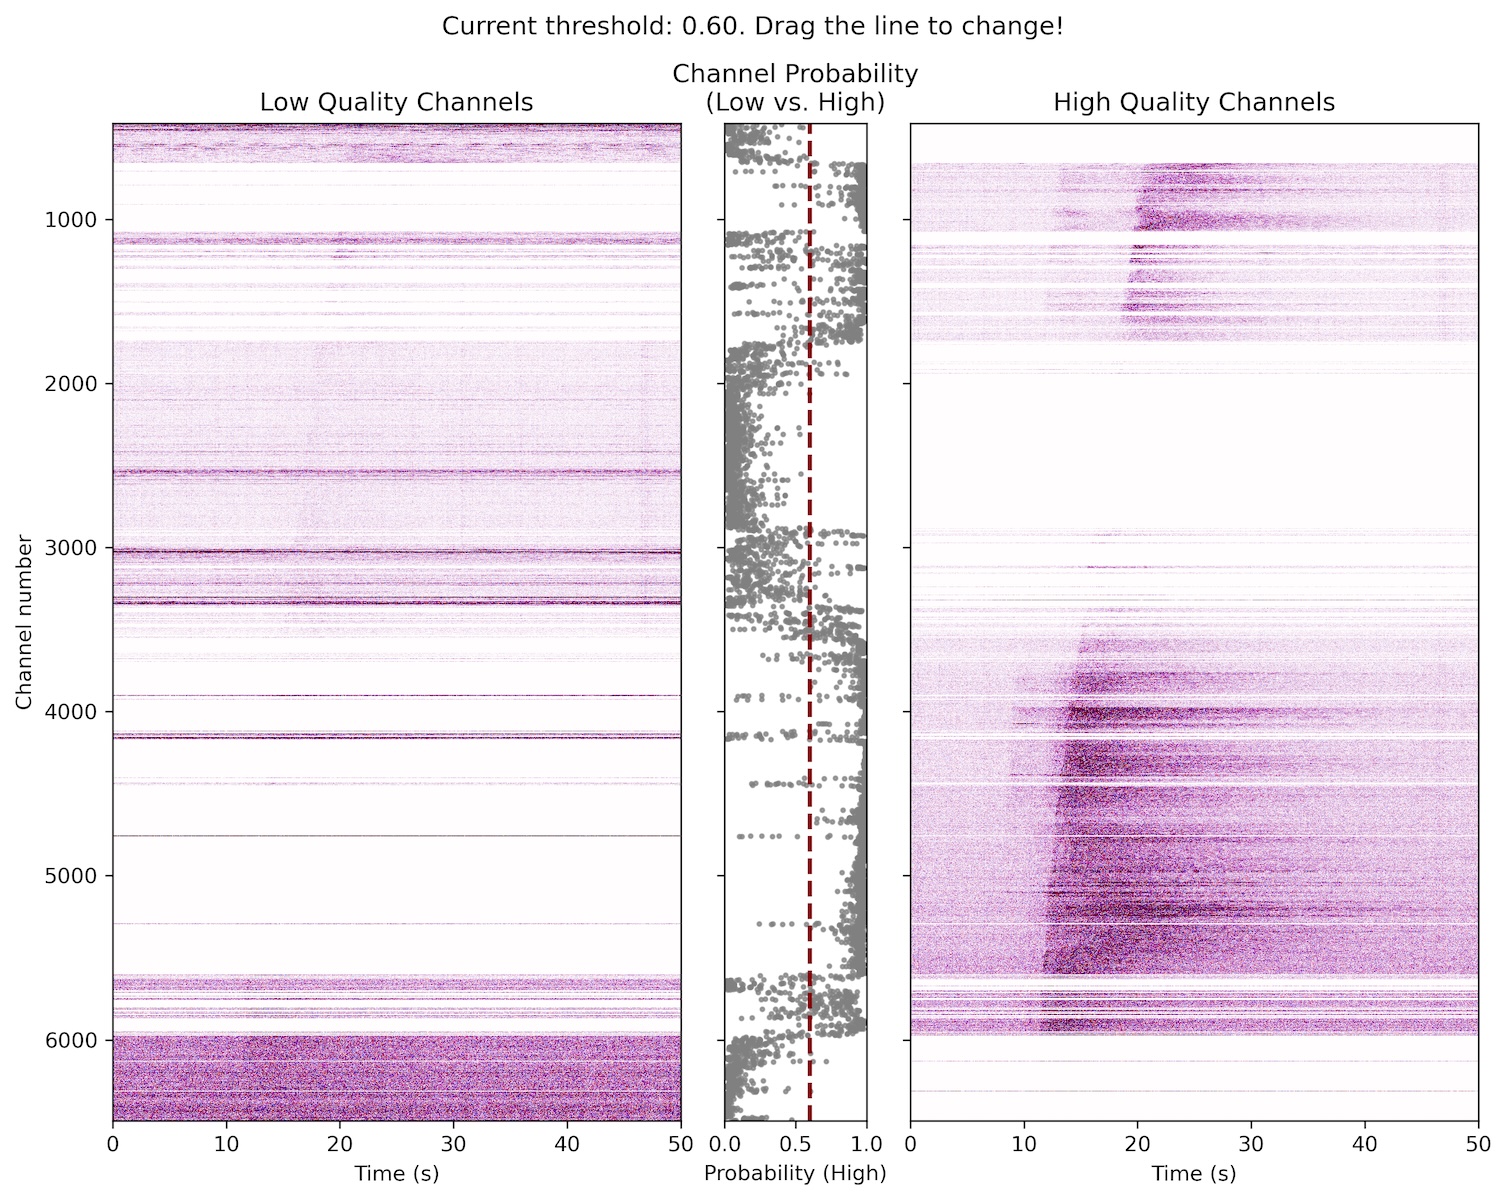 Current threshold: 0.60. Drag the line to change!
Low Quality Channels
Channel Probability
(Low vs. High)
High Quality Channels
Channel number
1000
2000
3000
4000
5000
6000
0 10 20 30 40 50
Time (s)
0.0 0.5 1.0
Probability (High)
0 10 20 30 40 50
Time (s)